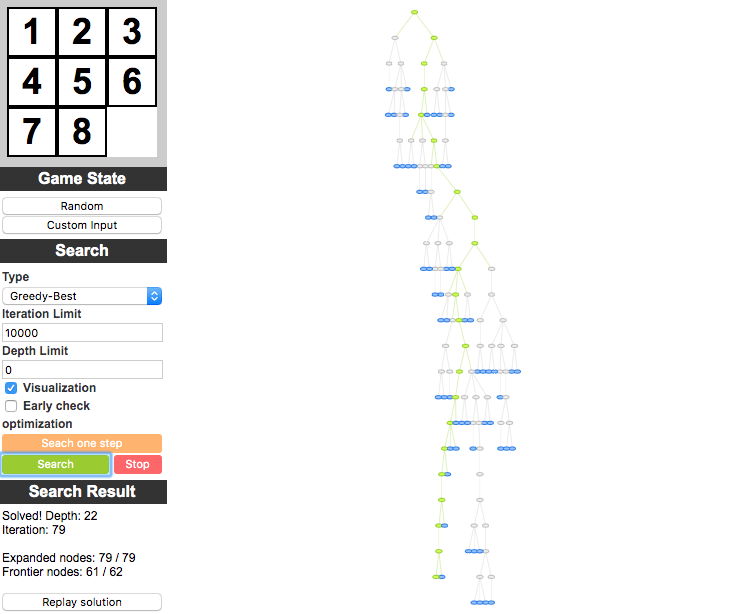 1 2 3
4 5 6
7 8
Game State
Random
Custom Input
Search
Type
Greedy-Best
Iteration Limit
10000
Depth Limit
0
Visualization
Early check
optimization
Seach one step
Search Stop
Search Result
Solved! Depth: 22
Iteration: 79
Expanded nodes: 79 / 79
Frontier nodes: 61 / 62
Replay solution